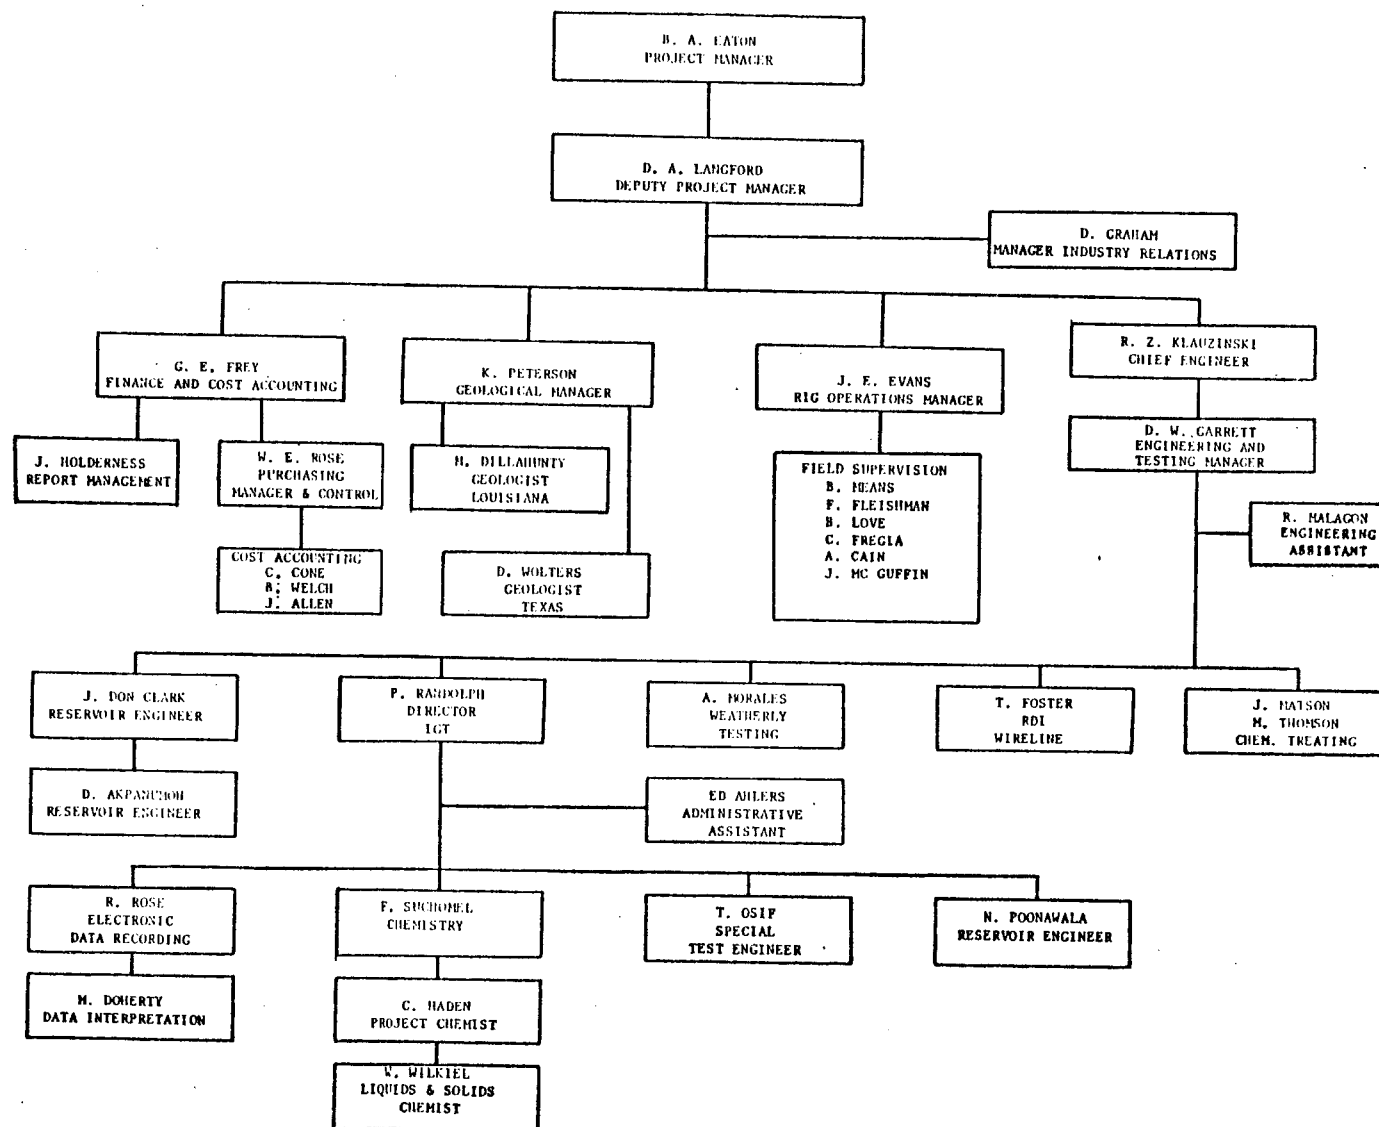 B. A. EATON
PROJECT MANAGER
D. A. LANGFORD
DEPUTY PROJECT MANAGER
D. GRAHAM
MANAGER INDUSTRY RELATIONS
G. E. FREY
FINANCE AND COST ACCOUNTING
K. PETERSON
GEOLOGICAL MANAGER
J. E. EVANS
RIG OPERATIONS MANAGER
R. Z. KLAUZINSKI
CHIEF ENGINEER
J. HOLDERNESS
REPORT MANAGEMENT
W. E. ROSE
PURCHASING
MANAGER & CONTROL
M. DILLAHUNTY
GEOLOGIST
LOUISIANA
FIELD SUPERVISION
B. MEANS
F. FLEISHMAN
B. LOVE
C. FREGIA
A. CAIN
J. MC GUFFIN
D. W. GARRETT
ENGINEERING AND
TESTING MANAGER
R. MALAGON
ENGINEERING
ASSISTANT
COST ACCOUNTING
C. CONE
B. WELCH
J. ALLEN
D. WOLTERS
GEOLOGIST
TEXAS
J. DON CLARK
RESERVOIR ENGINEER
P. RANDOLPH
DIRECTOR
IGT
A. MORALES
WEATHERLY
TESTING
T. FOSTER
RDI
WIRELINE
J. MATSON
M. THOMSON
CHEM. TREATING
D.
RESERVOIR ENGINEER
ED AHLERS
ADMINISTRATIVE
ASSISTANT
R. ROSE
ELECTRONIC
DATA RECORDING
F. SUCHOMEL
CHEMISTRY
T. OSIF
SPECIAL
TEST ENGINEER
N. POONAWALA
RESERVOIR ENGINEER
M. DOHERTY
DATA INTERPRETATION
C. HADEN
PROJECT CHEMIST
W. WILKIEL
LIQUIDS & SOLIDS
CHEMIST